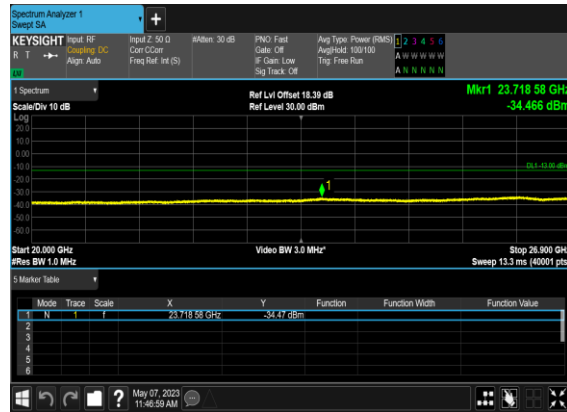 Spectrum Analyzer 1
Swept SA
+
KEYSIGHT Input: RF Input Z: 50 Ω #Atten: 30 dB PNO: Fast Avg Type: Power (RMS) 1 2 3 4 5 6
R T Coupling: DC Corr CCorr Gate: Off Avg|Hold: 100/100 A W W W W W
Align: Auto Freq Ref: Int (S) IF Gain: Low Trig: Free Run
Sig Track: Off A N N N N N
1 Spectrum Ref Lvl Offset 18.39 dB Mkr1 23.718 58 GHz
Scale/Div 10 dB Ref Level 30.00 dBm -34.466 dBm
Log
20.0
10.0
0.00
-10.0 DL1 -13.00 dBm
-20.0
-30.0 1
-40.0
-50.0
-60.0
Start 20.000 GHz Video BW 3.0 MHz* Stop 26.900 GHz
#Res BW 1.0 MHz Sweep 13.3 ms (40001 pts)
5 Marker Table
Mode Trace Scale X Y Function Function Width Function Value
1 N 1 f 23.718 58 GHz -34.47 dBm
2
3
4
5
6
? May 07, 2023
11:46:59 AM